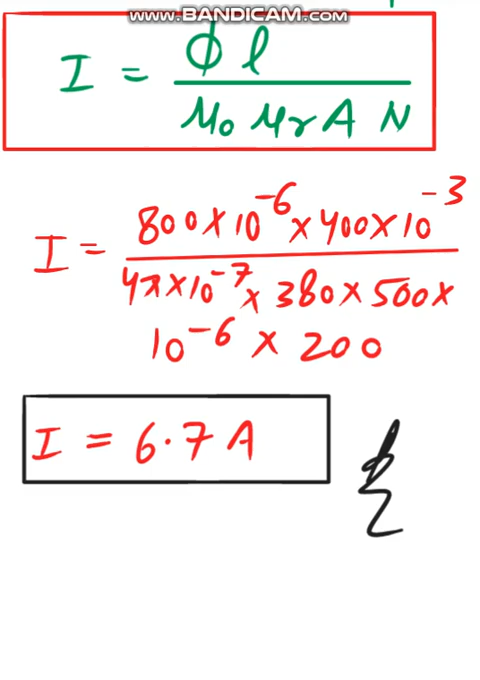 www.BANDICAM.com
I = ϕ l / μ₀ μr A N
I = 800 × 10⁻⁶ × 400 × 10⁻³
4π × 10⁻⁷ × 380 × 500 ×
10⁻⁶ × 200
I = 6.7 A